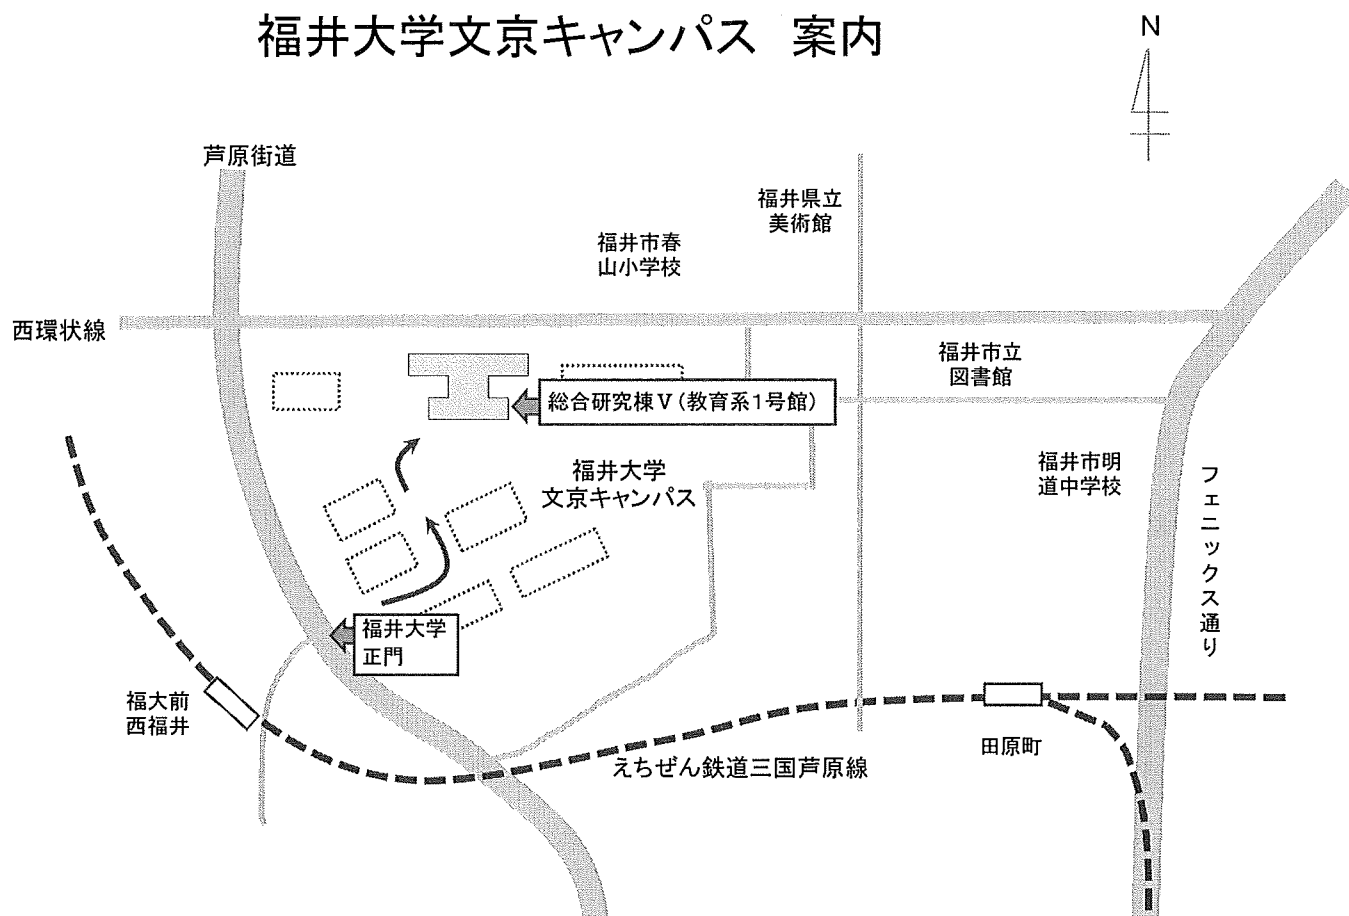 福井大学文京キャンパス 案内
N
芦原街道
福井県立
美術館
福井市春
山小学校
西環状線
福井市立
図書館
総合研究棟Ⅴ(教育系1号館)
福井大学
文京キャンパス
福井市明
道中学校
フェニックス通り
福井大学
正門
福大前
西福井
田原町
えちぜん鉄道三国芦原線